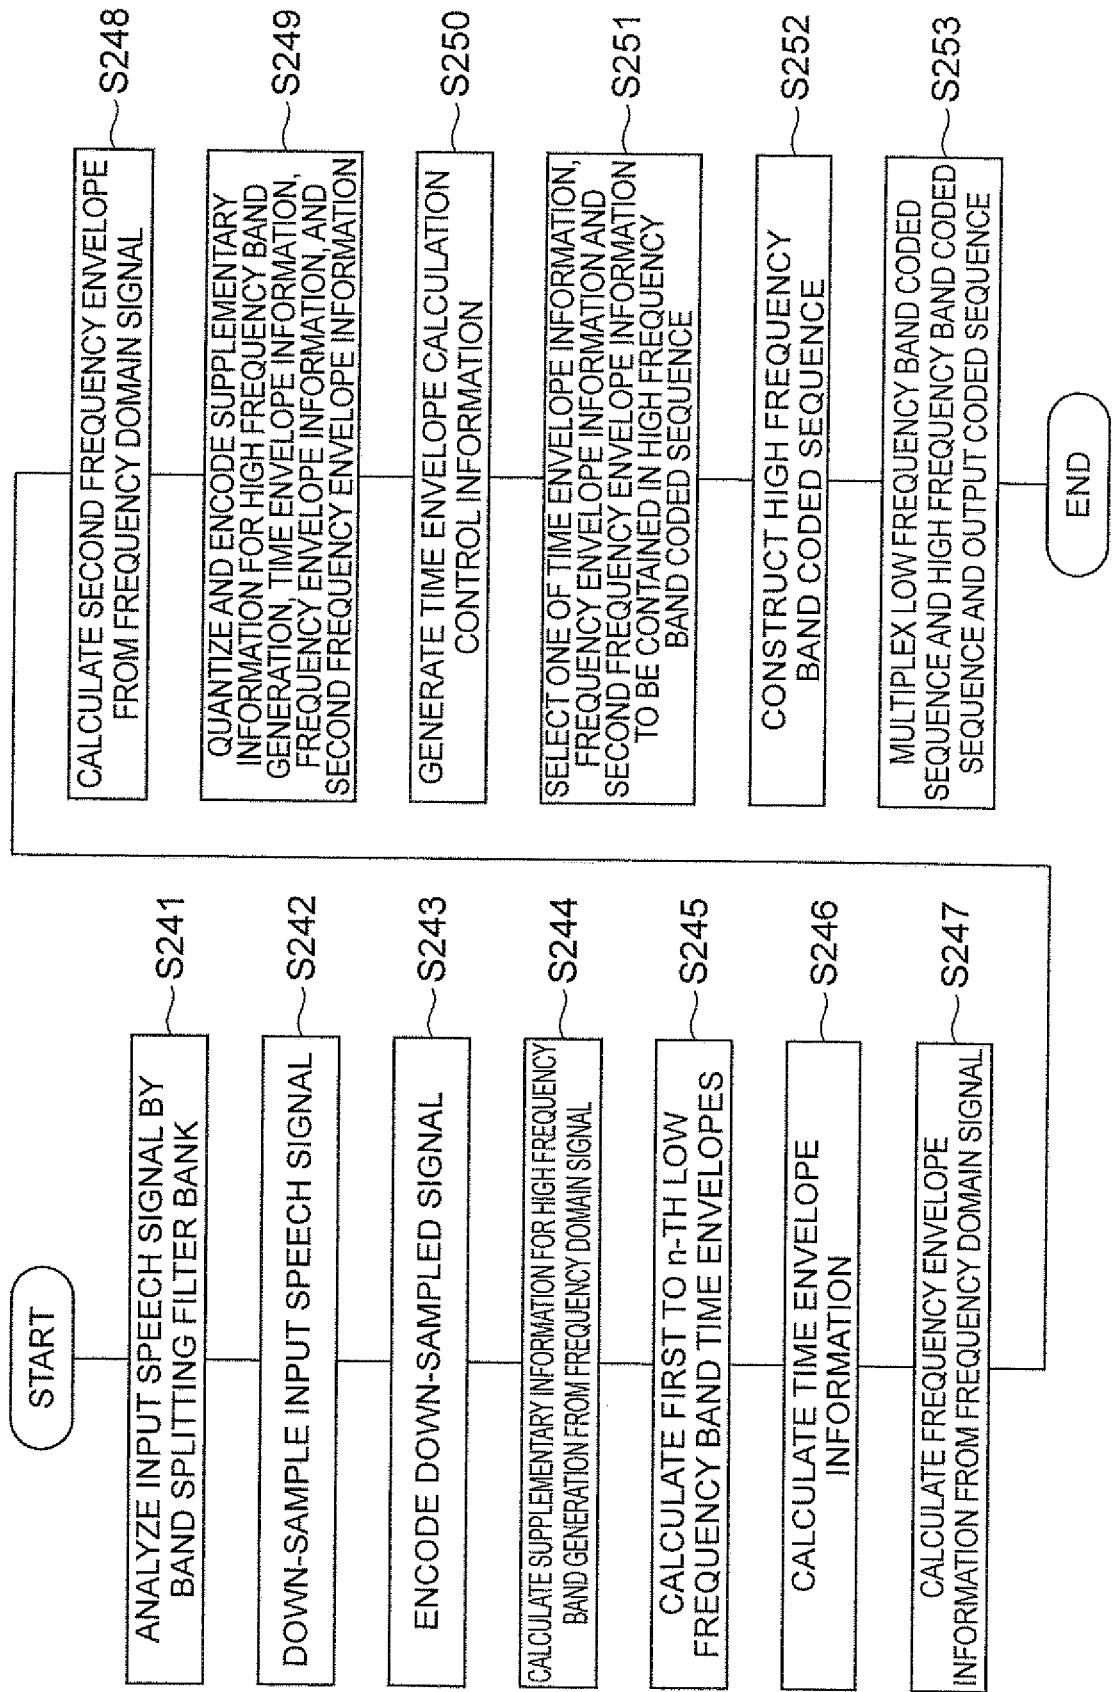 START
ANALYZE INPUT SPEECH SIGNAL BY
BAND SPLITTING FILTER BANK
S241
DOWN-SAMPLE INPUT SPEECH SIGNAL
S242
ENCODE DOWN-SAMPLED SIGNAL
S243
CALCULATE SUPPLEMENTARY INFORMATION FOR HIGH FREQUENCY
BAND GENERATION FROM FREQUENCY DOMAIN SIGNAL
S244
CALCULATE FIRST TO n-TH LOW
FREQUENCY BAND TIME ENVELOPES
S245
CALCULATE TIME ENVELOPE
INFORMATION
S246
CALCULATE FREQUENCY ENVELOPE
INFORMATION FROM FREQUENCY DOMAIN SIGNAL
S247
CALCULATE SECOND FREQUENCY ENVELOPE
FROM FREQUENCY DOMAIN SIGNAL
S248
QUANTIZE AND ENCODE SUPPLEMENTARY
INFORMATION FOR HIGH FREQUENCY BAND
GENERATION, TIME ENVELOPE INFORMATION,
FREQUENCY ENVELOPE INFORMATION, AND
SECOND FREQUENCY ENVELOPE INFORMATION
S249
GENERATE TIME ENVELOPE CALCULATION
CONTROL INFORMATION
S250
SELECT ONE OF TIME ENVELOPE INFORMATION,
FREQUENCY ENVELOPE INFORMATION AND
SECOND FREQUENCY ENVELOPE INFORMATION
TO BE CONTAINED IN HIGH FREQUENCY
BAND CODED SEQUENCE
S251
CONSTRUCT HIGH FREQUENCY
BAND CODED SEQUENCE
S252
MULTIPLEX LOW FREQUENCY BAND CODED
SEQUENCE AND HIGH FREQUENCY BAND CODED
SEQUENCE AND OUTPUT CODED SEQUENCE
S253
END